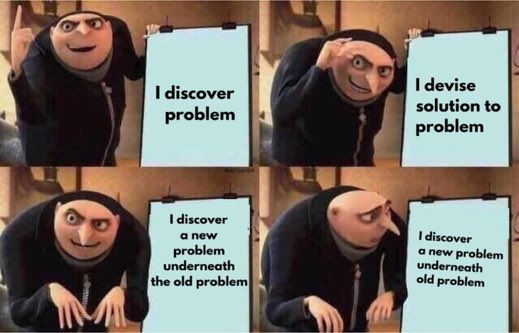 I discover
problem
I devise
solution to
problem
I discover
a new
problem
underneath
the old problem
I discover
a new problem
underneath
old problem